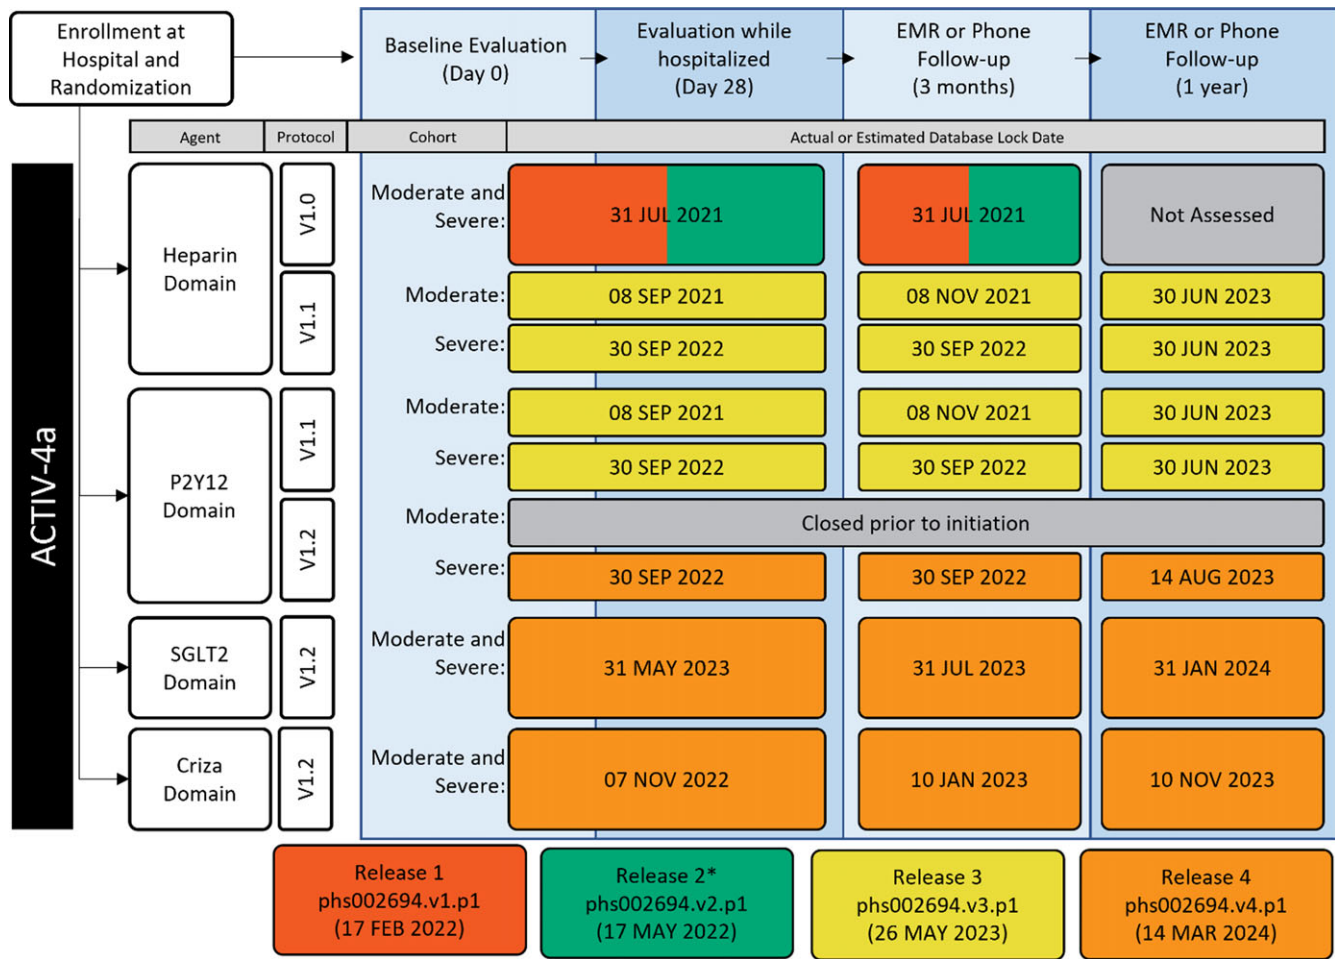 Enrollment at
Hospital and
Randomization
Baseline Evaluation
(Day 0)
Evaluation while
hospitalized
(Day 28)
EMR or Phone
Follow-up
(3 months)
EMR or Phone
Follow-up
(1 year)
Agent
Protocol
Cohort
Actual or Estimated Database Lock Date
ACTIV-4a
Heparin
Domain
V1.0
Moderate and
Severe:
31 JUL 2021
31 JUL 2021
Not Assessed
V1.1
Moderate:
08 SEP 2021
08 NOV 2021
30 JUN 2023
Severe:
30 SEP 2022
30 SEP 2022
30 JUN 2023
P2Y12
Domain
V1.1
Moderate:
08 SEP 2021
08 NOV 2021
30 JUN 2023
Severe:
30 SEP 2022
30 SEP 2022
30 JUN 2023
V1.2
Moderate:
Closed prior to initiation
Severe:
30 SEP 2022
30 SEP 2022
14 AUG 2023
SGLT2
Domain
V1.2
Moderate and
Severe:
31 MAY 2023
31 JUL 2023
31 JAN 2024
Criza
Domain
V1.2
Moderate and
Severe:
07 NOV 2022
10 JAN 2023
10 NOV 2023
Release 1
phs002694.v1.p1
(17 FEB 2022)
Release 2*
phs002694.v2.p1
(17 MAY 2022)
Release 3
phs002694.v3.p1
(26 MAY 2023)
Release 4
phs002694.v4.p1
(14 MAR 2024)